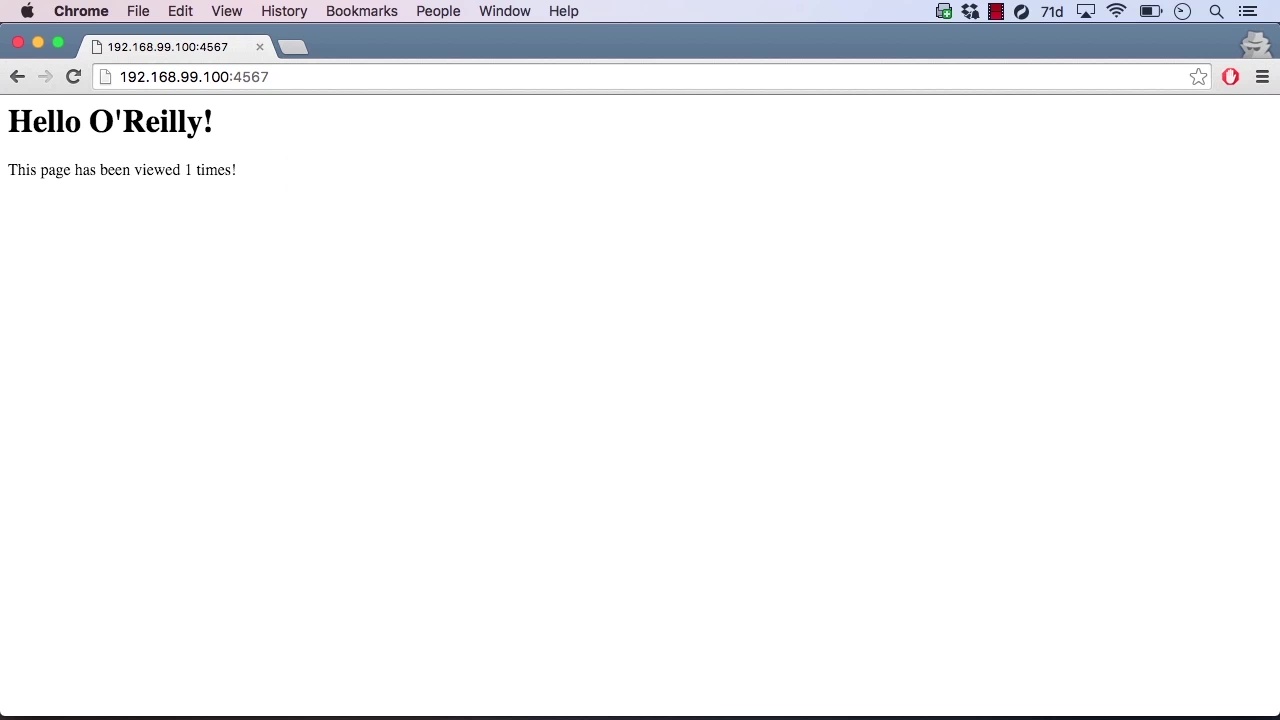 Chrome File Edit View History Bookmarks People Window Help 71d
192.168.99.100:4567
192.168.99.100:4567
Hello O'Reilly!
This page has been viewed 1 times!